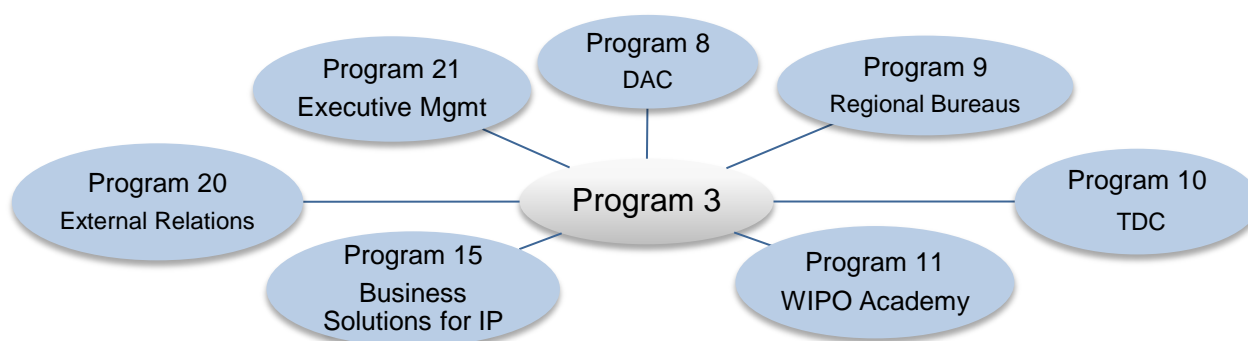 Program 8
DAC
Program 21
Executive Mgmt
Program 9
Regional Bureaus
Program 20
External Relations
Program 3
Program 10
TDC
Program 15
Business
Solutions for IP
Program 11
WIPO Academy